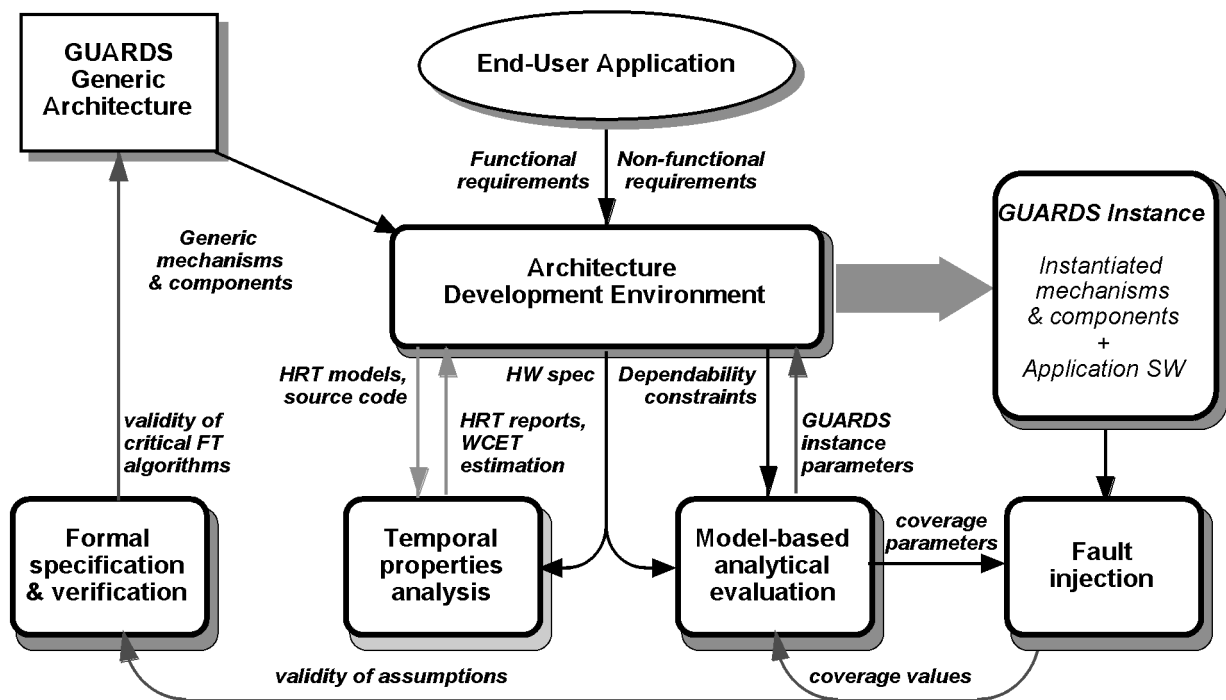 GUARDS
Generic
Architecture
End-User Application
Functional
requirements
Non-functional
requirements
Generic
mechanisms
& components
Architecture
Development Environment
GUARDS Instance
Instantiated
mechanisms
& components
+
Application SW
HRT models,
source code
HW spec
Dependability
constraints
HRT reports,
WCET
estimation
GUARDS
instance
parameters
validity of
critical FT
algorithms
Formal
specification
& verification
Temporal
properties
analysis
Model-based
analytical
evaluation
coverage
parameters
Fault
injection
validity of assumptions
coverage values